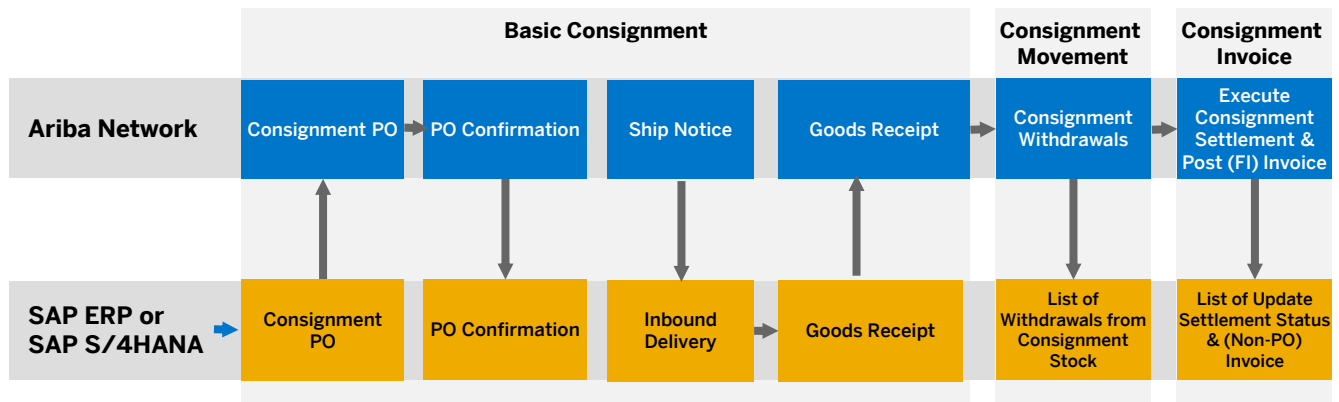 Basic Consignment
Consignment
Movement
Consignment
Invoice
Ariba Network
Consignment PO
PO Confirmation
Ship Notice
Goods Receipt
Consignment
Withdrawals
Execute
Consignment
Settlement &
Post (FI) Invoice
SAP ERP or
SAP S/4HANA
Consignment
PO
PO Confirmation
Inbound
Delivery
Goods Receipt
List of
Withdrawals from
Consignment
Stock
List of Update
Settlement Status
& (Non-PO)
Invoice